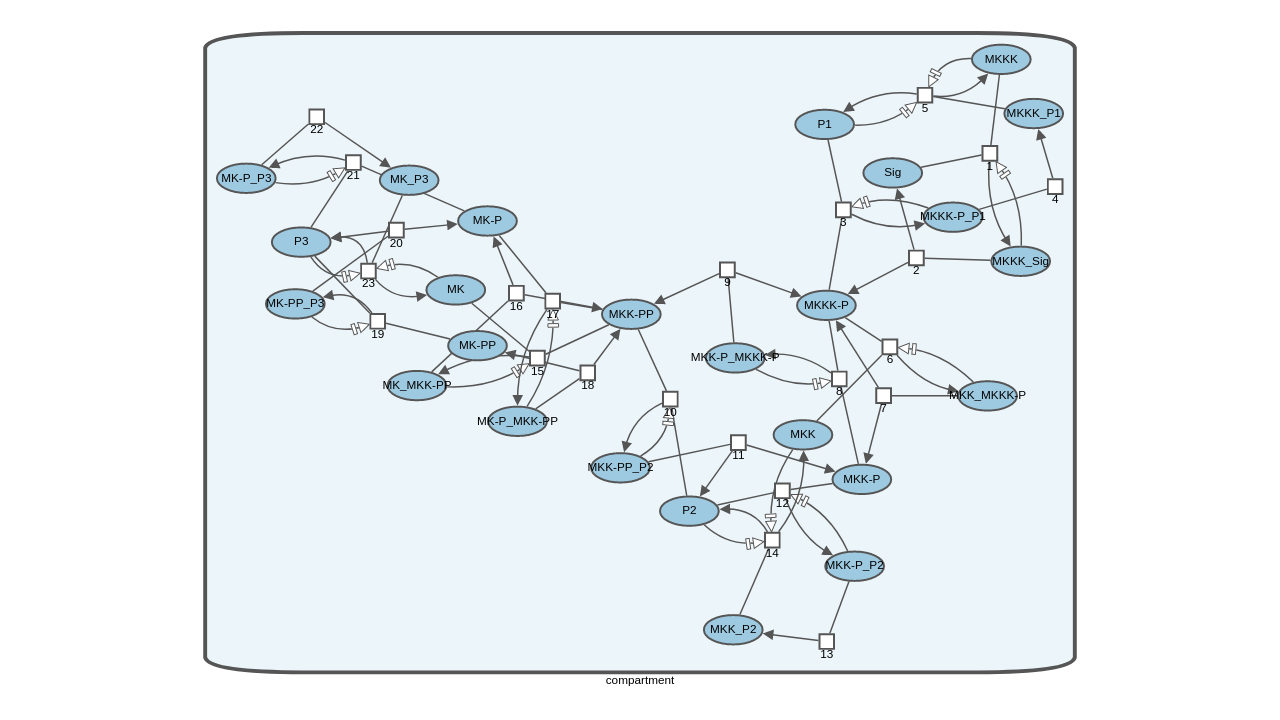 MKKK
5
MKKK_P1
22
P1
1
21
MK-P_P3
MK_P3
Sig
4
3
MKKK-P_P1
MK-P
P3
20
MKKK_Sig
2
23
9
MK
MK-PP_P3
16
17
MKK-PP
MKKK-P
19
MK-PP
6
MKK-P_MKKK-P
15
18
8
7
MK_MKK-PP
MKK_MKKK-P
10
MK-P_MKK-PP
MKK
11
MKK-PP_P2
MKK-P
12
P2
14
MKK-P_P2
MKK_P2
13
compartment